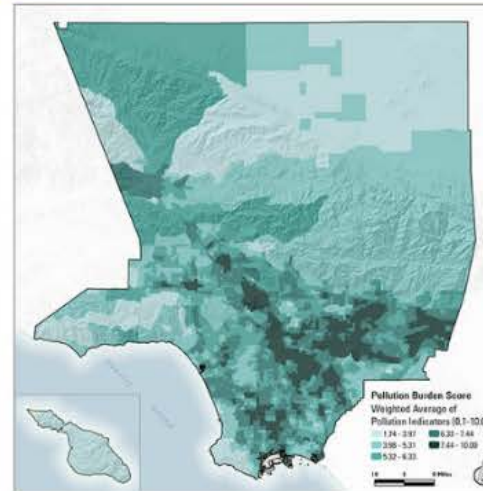 Pollution Burden Score
Weighted Average of
Pollution Indicators (0.1-10.0
1.74 - 3.97
3.98 - 5.31
5.32 - 6.33
6.33 - 7.44
7.44 - 10.00